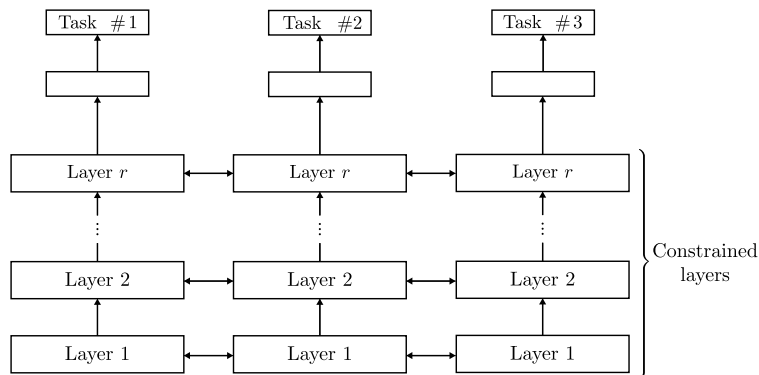 Task #1
Task #2
Task #3
Layer r
Layer r
Layer r
⋮
⋮
⋮
Layer 2
Layer 2
Layer 2
Constrained
layers
Layer 1
Layer 1
Layer 1